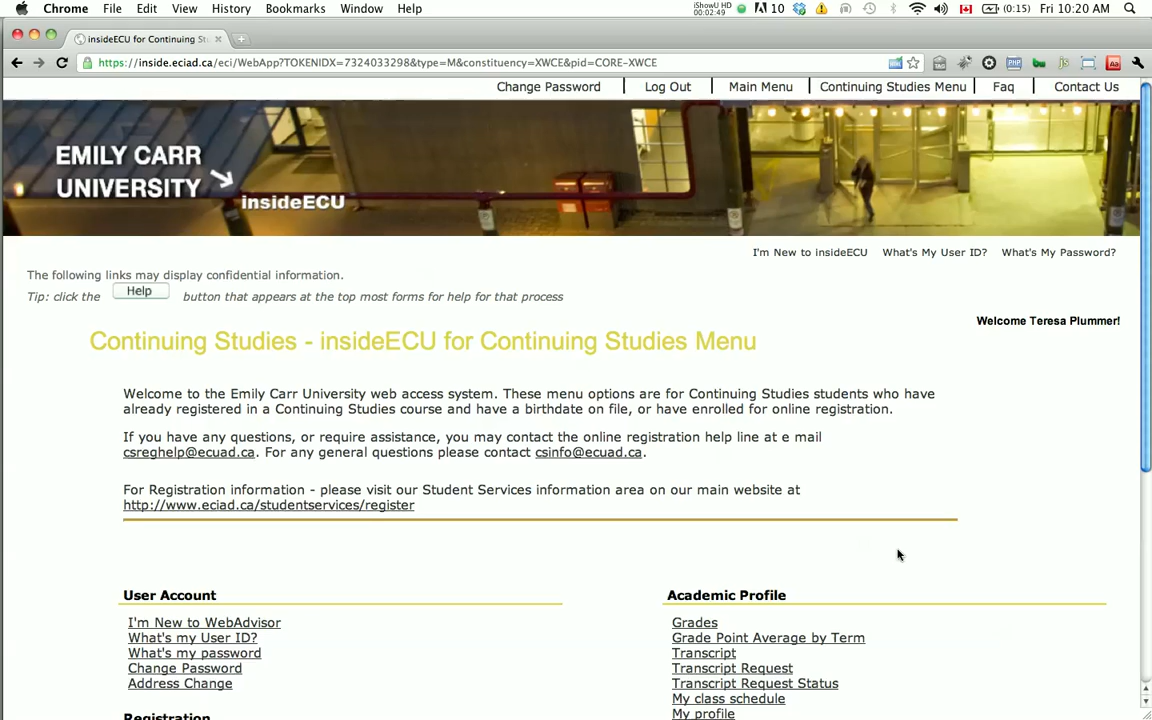 Chrome File Edit View History Bookmarks Window Help iShowU HD 00:02:49 10 (0:15) Fri 10:20 AM
insideECU for Continuing Stu
https://inside.eciad.ca/eci/WebApp?TOKENIDX=7324033298&type=M&constituency=XWCE&pid=CORE-XWCE
Change Password Log Out Main Menu Continuing Studies Menu Faq Contact Us
EMILY CARR
UNIVERSITY
insideECU
I'm New to insideECU What's My User ID? What's My Password?
The following links may display confidential information.
Tip: click the Help button that appears at the top most forms for help for that process
Welcome Teresa Plummer!
Continuing Studies - insideECU for Continuing Studies Menu
Welcome to the Emily Carr University web access system. These menu options are for Continuing Studies students who have
already registered in a Continuing Studies course and have a birthdate on file, or have enrolled for online registration.
If you have any questions, or require assistance, you may contact the online registration help line at e mail
csreghelp@ecuad.ca. For any general questions please contact csinfo@ecuad.ca.
For Registration information - please visit our Student Services information area on our main website at
http://www.eciad.ca/studentservices/register
User Account
I'm New to WebAdvisor
What's my User ID?
What's my password
Change Password
Address Change
Registration
Academic Profile
Grades
Grade Point Average by Term
Transcript
Transcript Request
Transcript Request Status
My class schedule
My profile